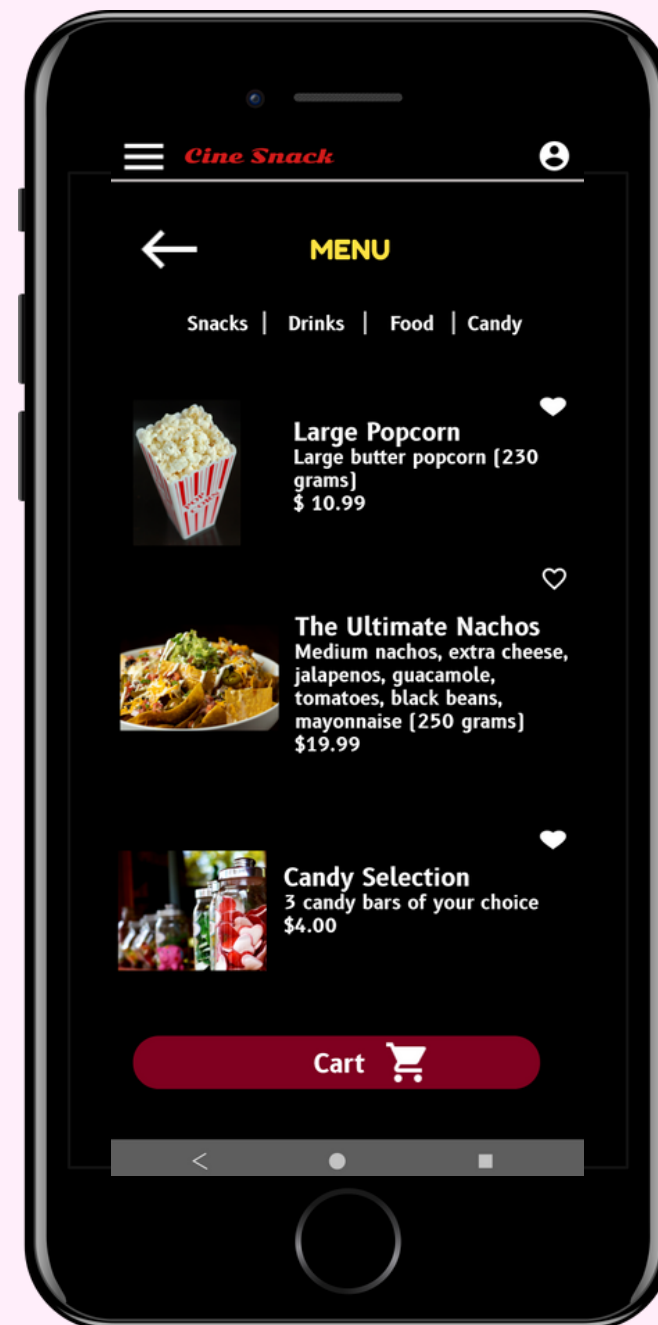 Cine Snack
MENU
Snacks | Drinks | Food | Candy
Large Popcorn
Large butter popcorn (230
grams)
$ 10.99
The Ultimate Nachos
Medium nachos, extra cheese,
jalapenos, guacamole,
tomatoes, black beans,
mayonnaise (250 grams)
$19.99
Candy Selection
3 candy bars of your choice
$4.00
Cart